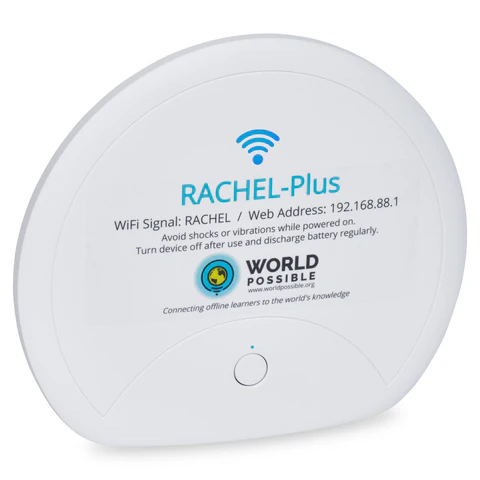 RACHEL-Plus
WiFi Signal: RACHEL / Web Address: 192.168.88.1
Avoid shocks or vibrations while powered on.
Turn device off after use and discharge battery regularly.
WORLD
POSSIBLE
www.worldpossible.org
Connecting offline learners to the world's knowledge